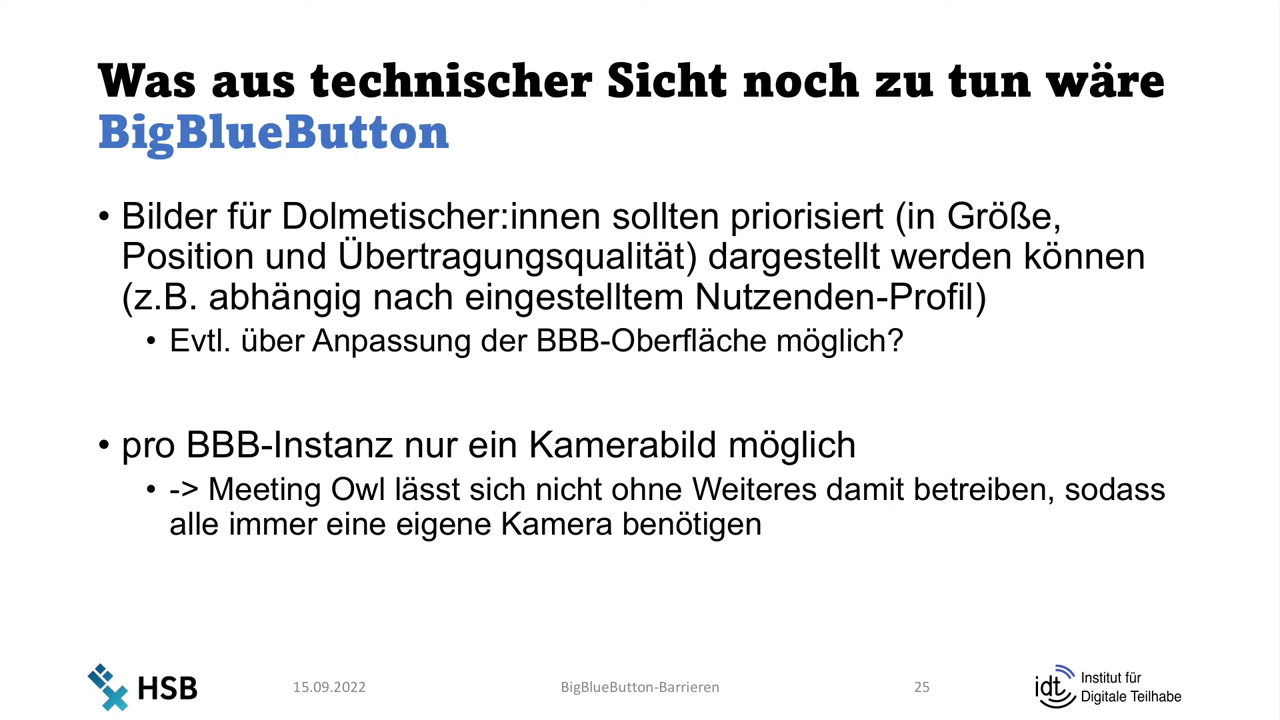 Was aus technischer Sicht noch zu tun wäre
BigBlueButton
• Bilder für Dolmetischer:innen sollten priorisiert (in Größe,
Position und Übertragungsqualität) dargestellt werden können
(z.B. abhängig nach eingestelltem Nutzenden-Profil)
• Evtl. über Anpassung der BBB-Oberfläche möglich?
• pro BBB-Instanz nur ein Kamerabild möglich
• -> Meeting Owl lässt sich nicht ohne Weiteres damit betreiben, sodass
alle immer eine eigene Kamera benötigen
HSB
15.09.2022
BigBlueButton-Barrieren
25
idt
Institut für
Digitale Teilhabe